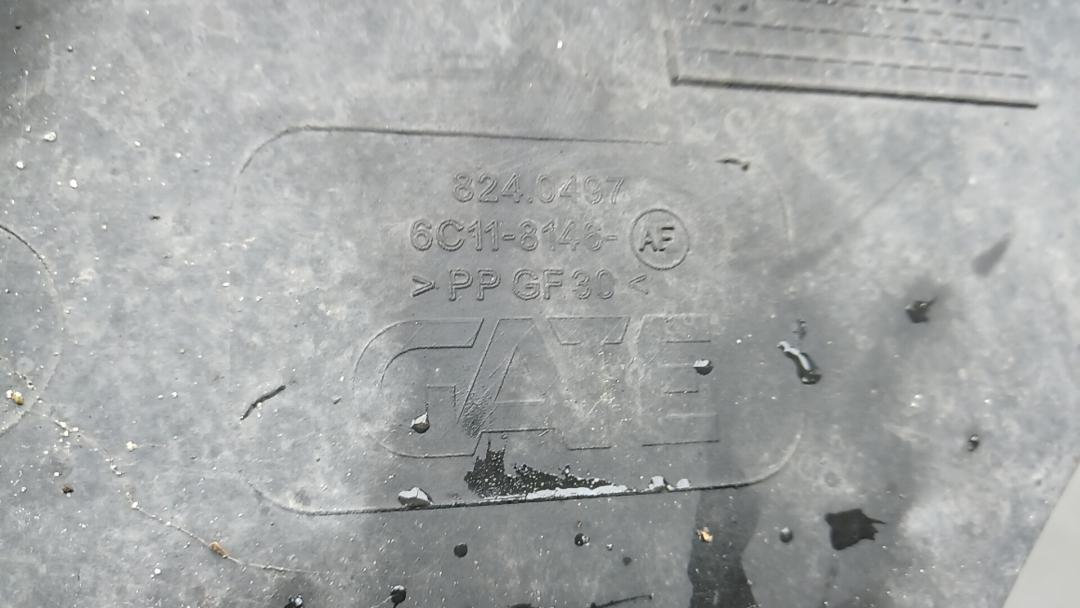 824.0497
6C11-8146- AF
> PP GF30 <
GATE